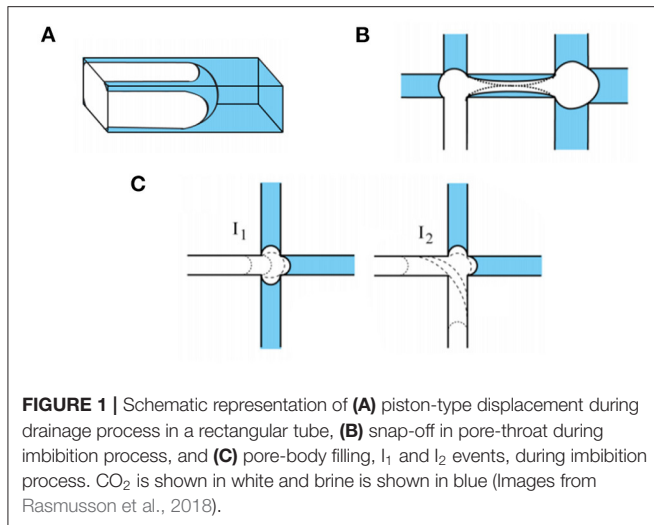 A
B
C
I₁
I₂
FIGURE 1 | Schematic representation of (A) piston-type displacement during
drainage process in a rectangular tube, (B) snap-off in pore-throat during
imbibition process, and (C) pore-body filling, I₁ and I₂ events, during imbibition
process. CO₂ is shown in white and brine is shown in blue (Images from
Rasmusson et al., 2018).